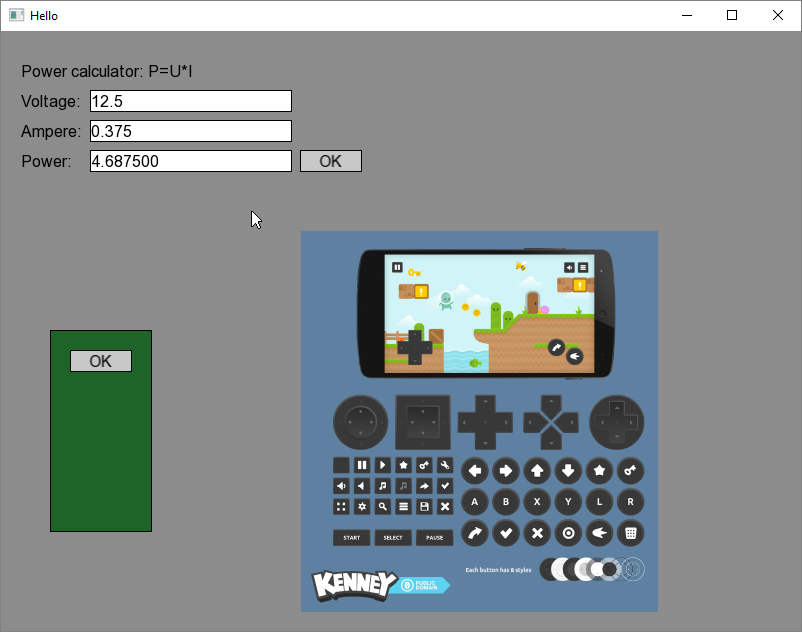 Hello
Power calculator: P=U*I
Voltage: 12.5
Ampere: 0.375
Power: 4.687500 OK
OK
A B X Y L R
START SELECT PAUSE
Each button has 8 styles
KENNEY
PUBLIC
DOMAIN